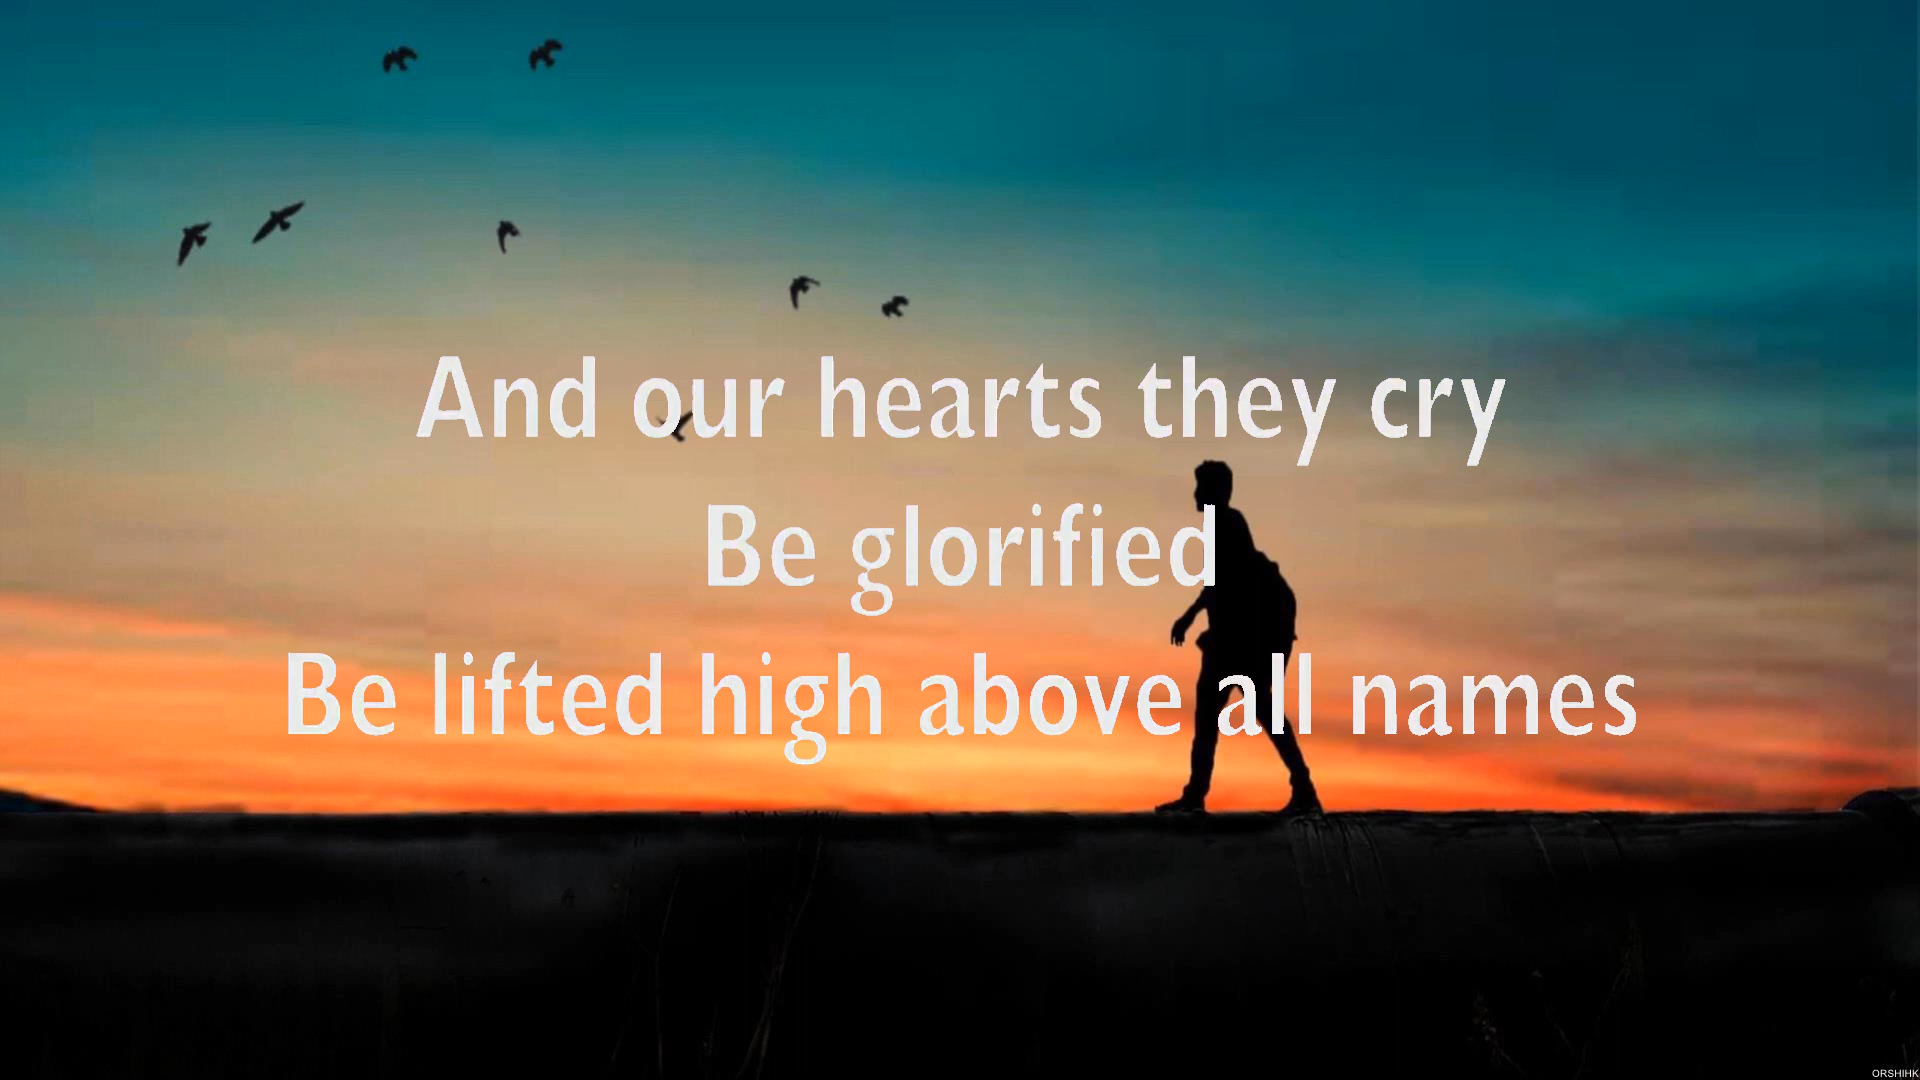 And our hearts they cry
Be glorified
Be lifted high above all names
ORSHIHK